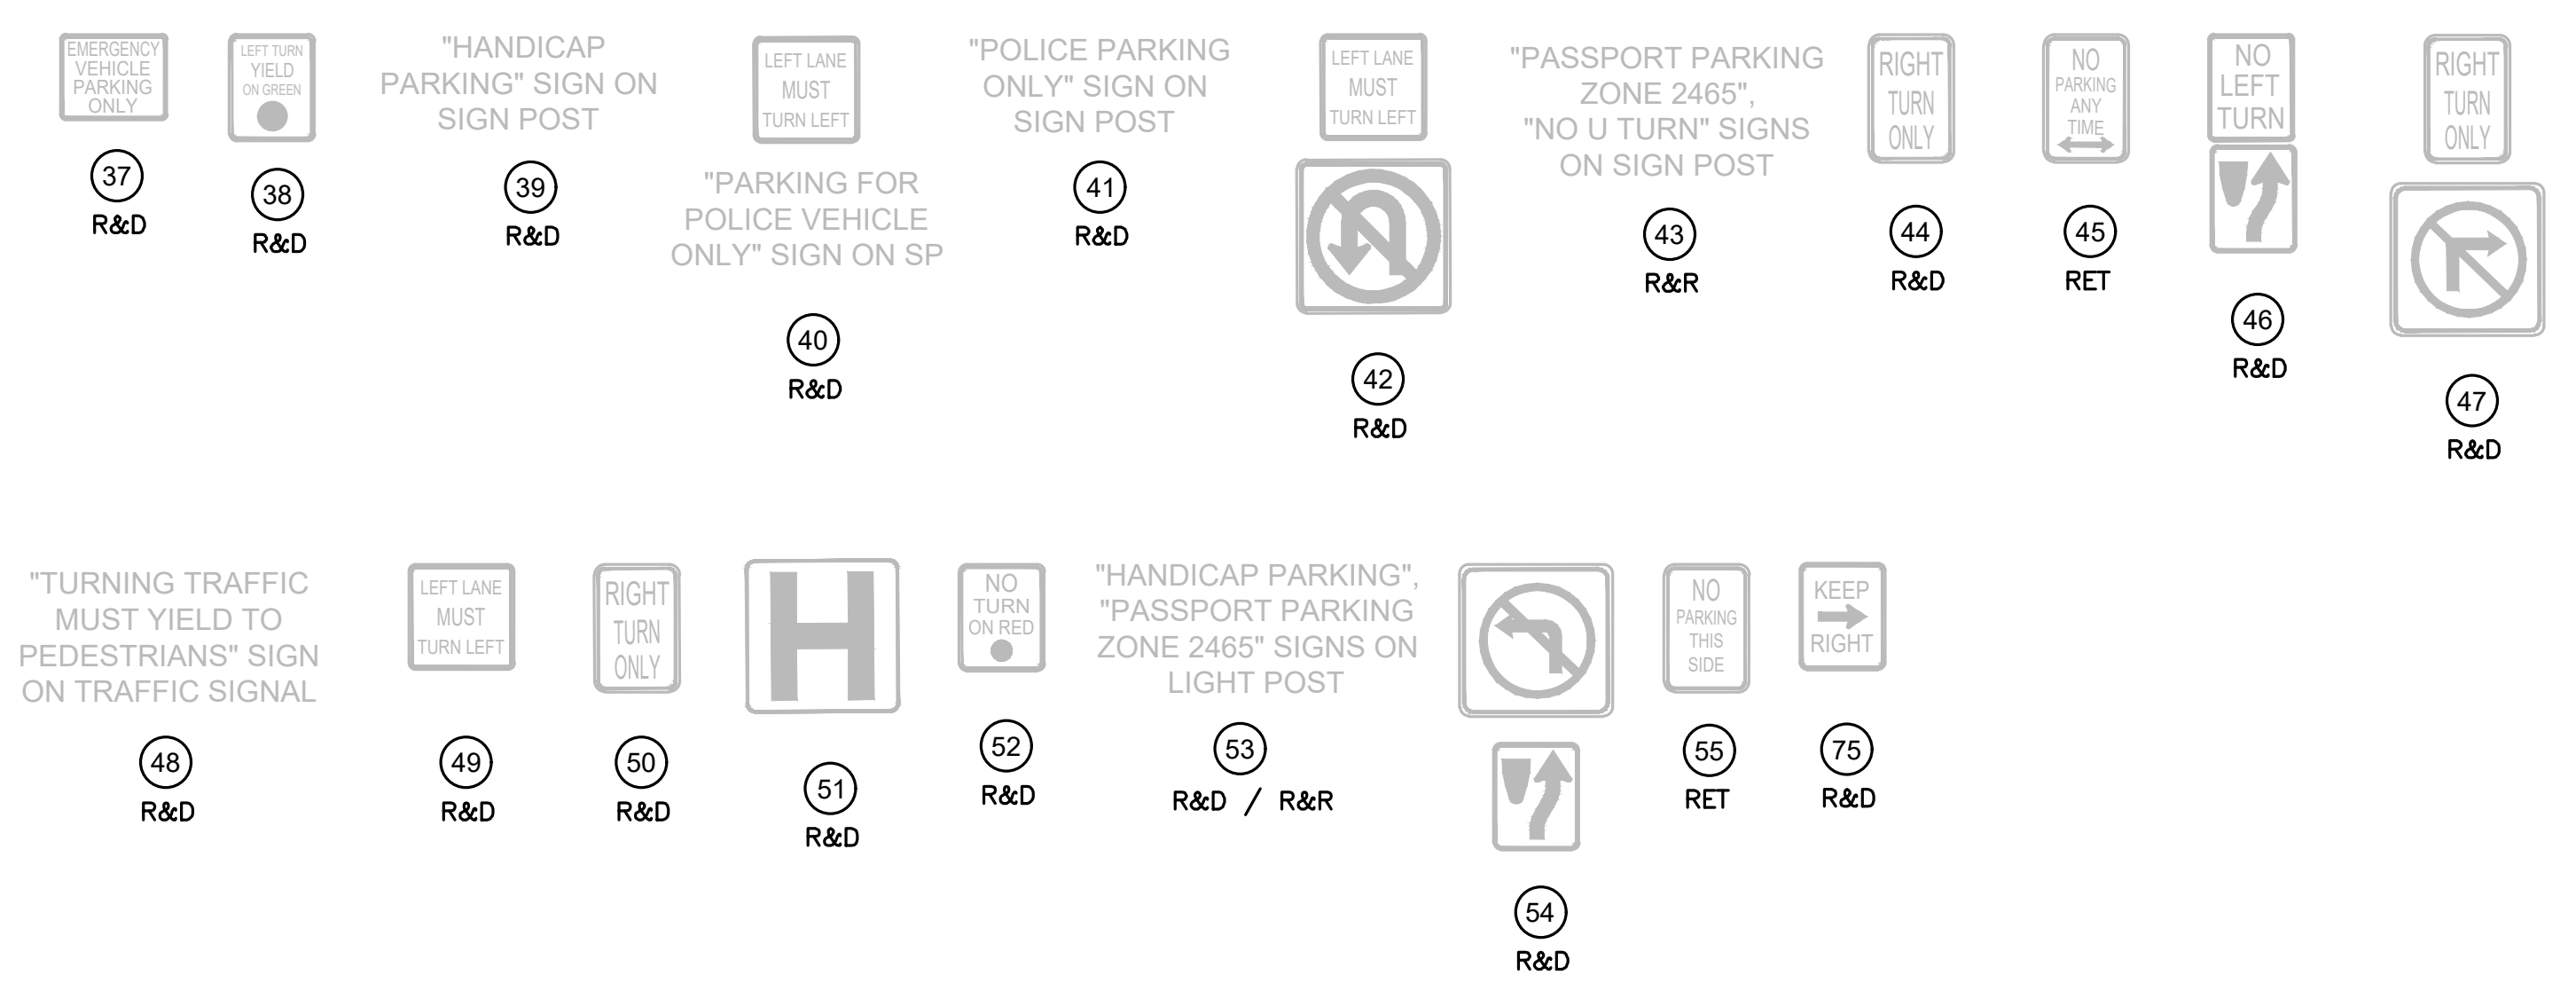 EMERGENCY
VEHICLE
PARKING
ONLY
37
R&D
LEFT TURN
YIELD
ON GREEN
38
R&D
"HANDICAP
PARKING" SIGN ON
SIGN POST
39
R&D
LEFT LANE
MUST
TURN LEFT
"PARKING FOR
POLICE VEHICLE
ONLY" SIGN ON SP
40
R&D
"POLICE PARKING
ONLY" SIGN ON
SIGN POST
41
R&D
LEFT LANE
MUST
TURN LEFT
42
R&D
"PASSPORT PARKING
ZONE 2465",
"NO U TURN" SIGNS
ON SIGN POST
43
R&R
RIGHT
TURN
ONLY
44
R&D
NO
PARKING
ANY
TIME
45
RET
NO
LEFT
TURN
46
R&D
RIGHT
TURN
ONLY
47
R&D
"TURNING TRAFFIC
MUST YIELD TO
PEDESTRIANS" SIGN
ON TRAFFIC SIGNAL
48
R&D
LEFT LANE
MUST
TURN LEFT
49
R&D
RIGHT
TURN
ONLY
50
R&D
H
51
R&D
NO
TURN
ON RED
52
R&D
"HANDICAP PARKING",
"PASSPORT PARKING
ZONE 2465" SIGNS ON
LIGHT POST
53
R&D / R&R
54
R&D
NO
PARKING
THIS
SIDE
55
RET
KEEP
RIGHT
75
R&D